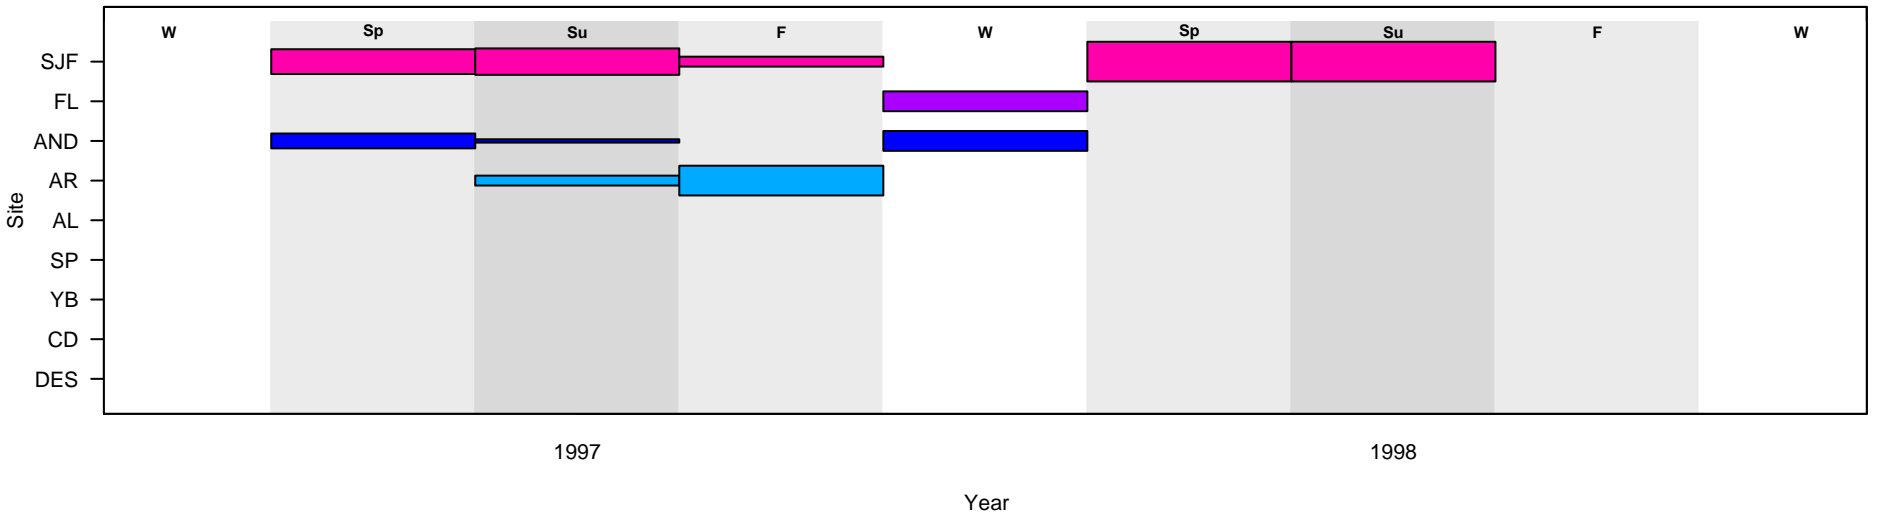 W Sp Su F W Sp Su F W
SJF
FL
AND
AR
AL
SP
YB
CD
DES
Site
1997 1998
Year